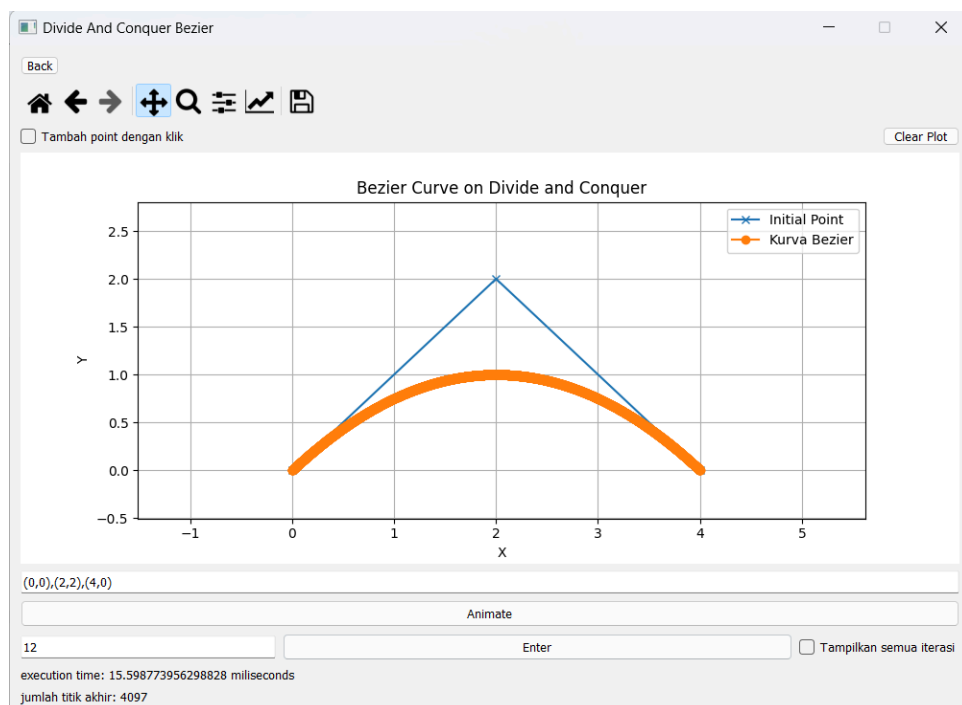 Divide And Conquer Bezier
Back
Tambah point dengan klik
Clear Plot
Bezier Curve on Divide and Conquer
Initial Point
Kurva Bezier
2.5
2.0
1.5
1.0
0.5
0.0
−0.5
Y
−1 0 1 2 3 4 5
X
(0,0),(2,2),(4,0)
Animate
12 Enter Tampilkan semua iterasi
execution time: 15.598773956298828 miliseconds
jumlah titik akhir: 4097